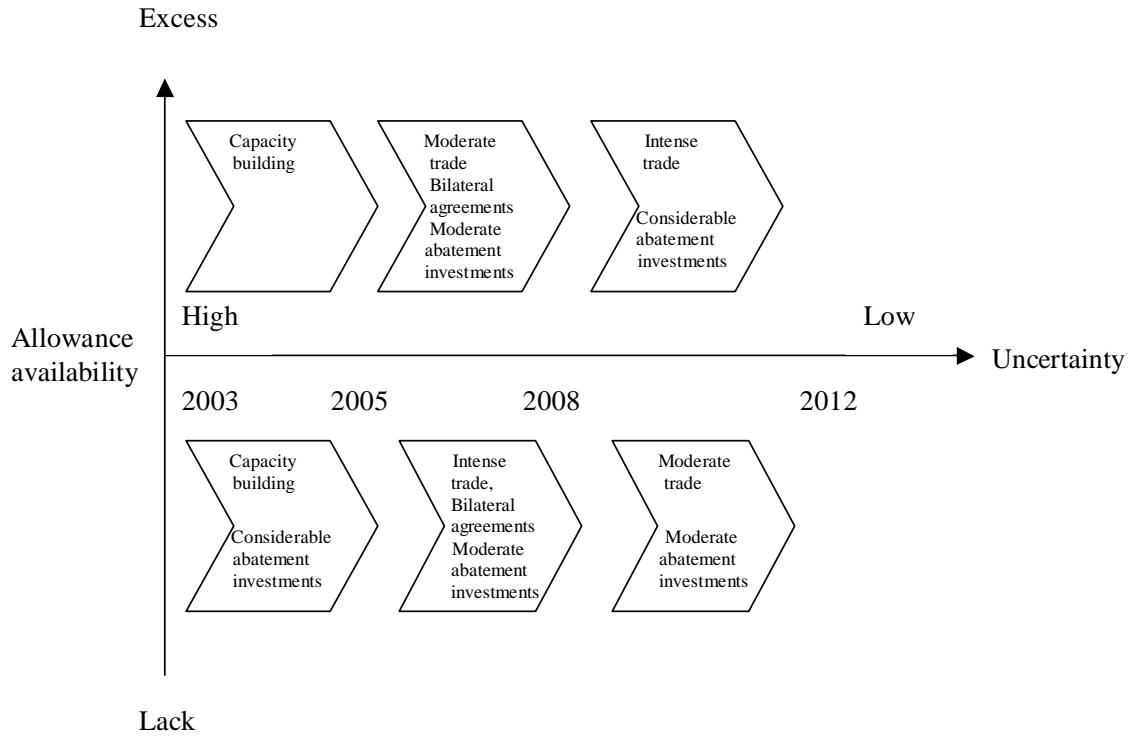 Excess
Capacity
building
Moderate
trade
Bilateral
agreements
Moderate
abatement
investments
Intense
trade
Considerable
abatement
investments
High
Low
Allowance
availability
Uncertainty
2003
2005
2008
2012
Capacity
building
Considerable
abatement
investments
Intense
trade,
Bilateral
agreements
Moderate
abatement
investments
Moderate
trade
Moderate
abatement
investments
Lack